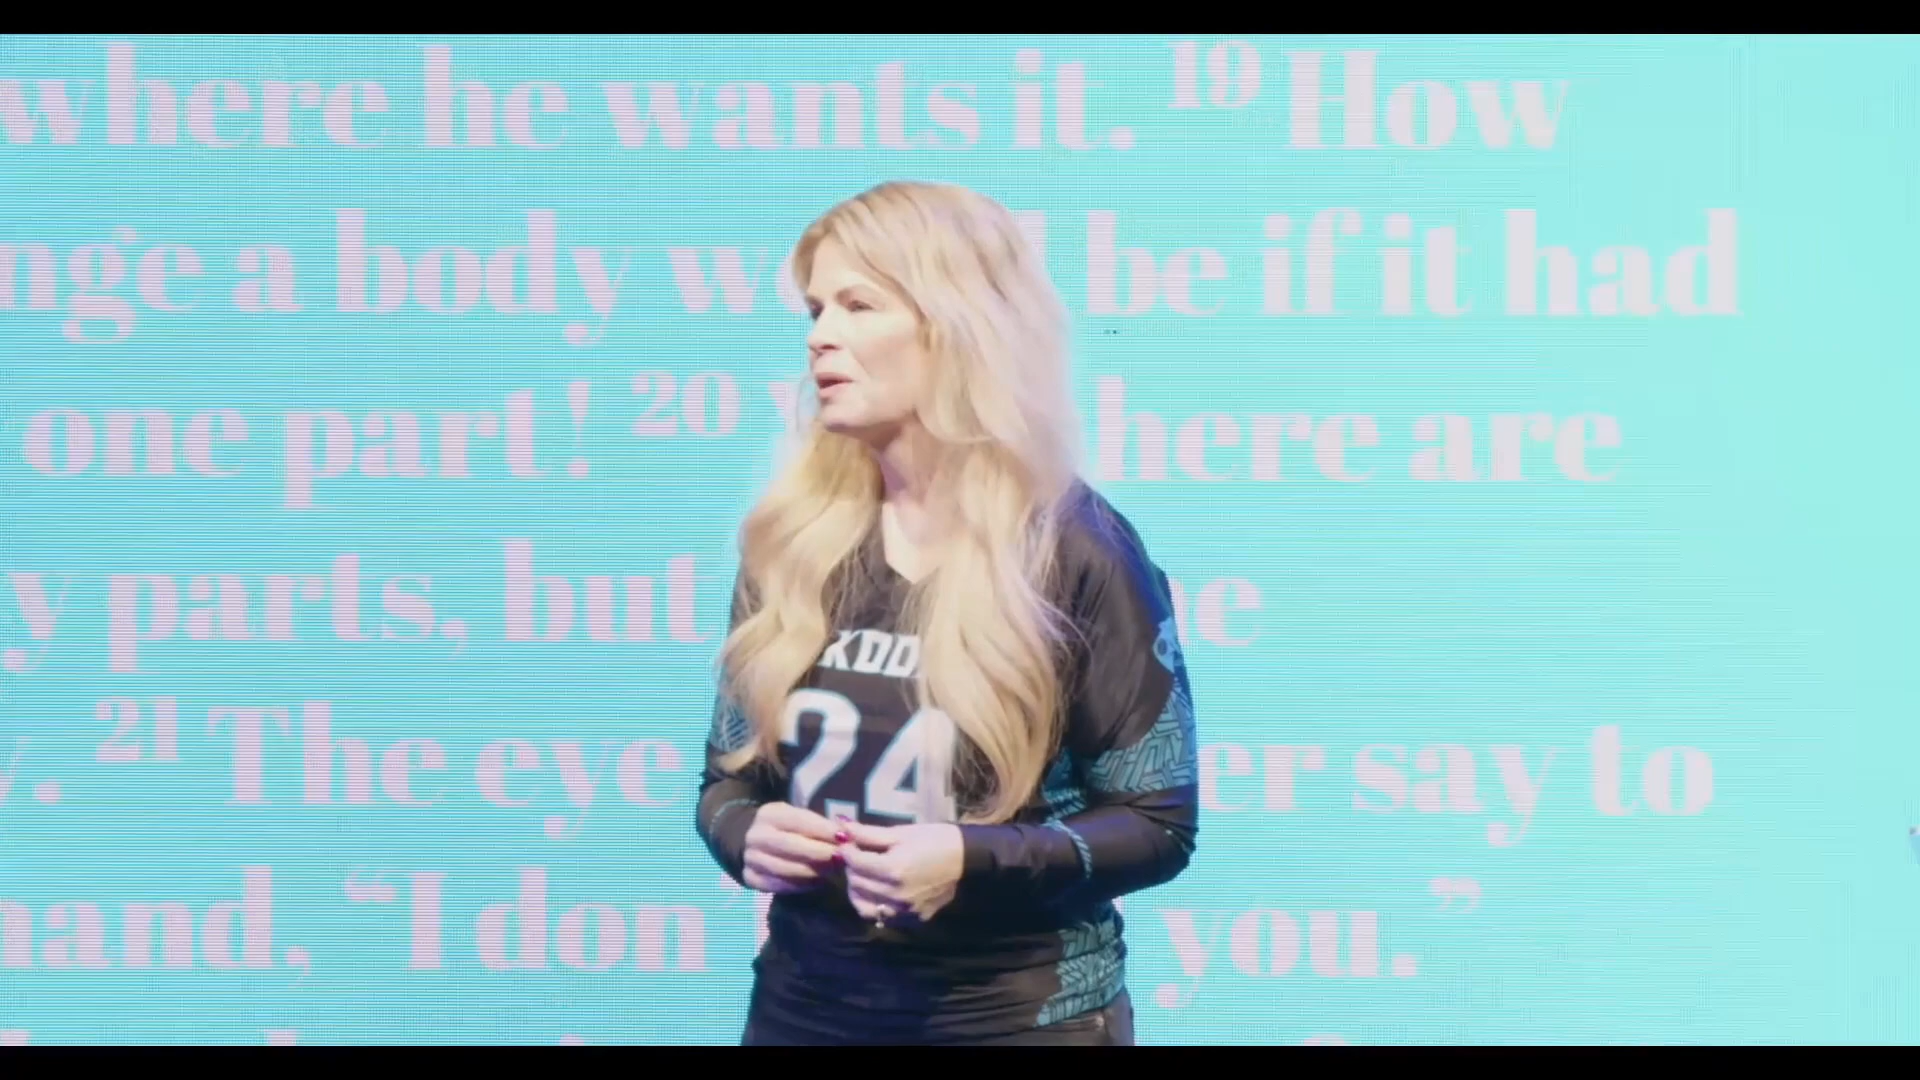 where he wants it. 19 How
nge a body be if it had
one part! 20 here are
y parts, but
21 The eye er say to
hand, “I don’ you.”
24